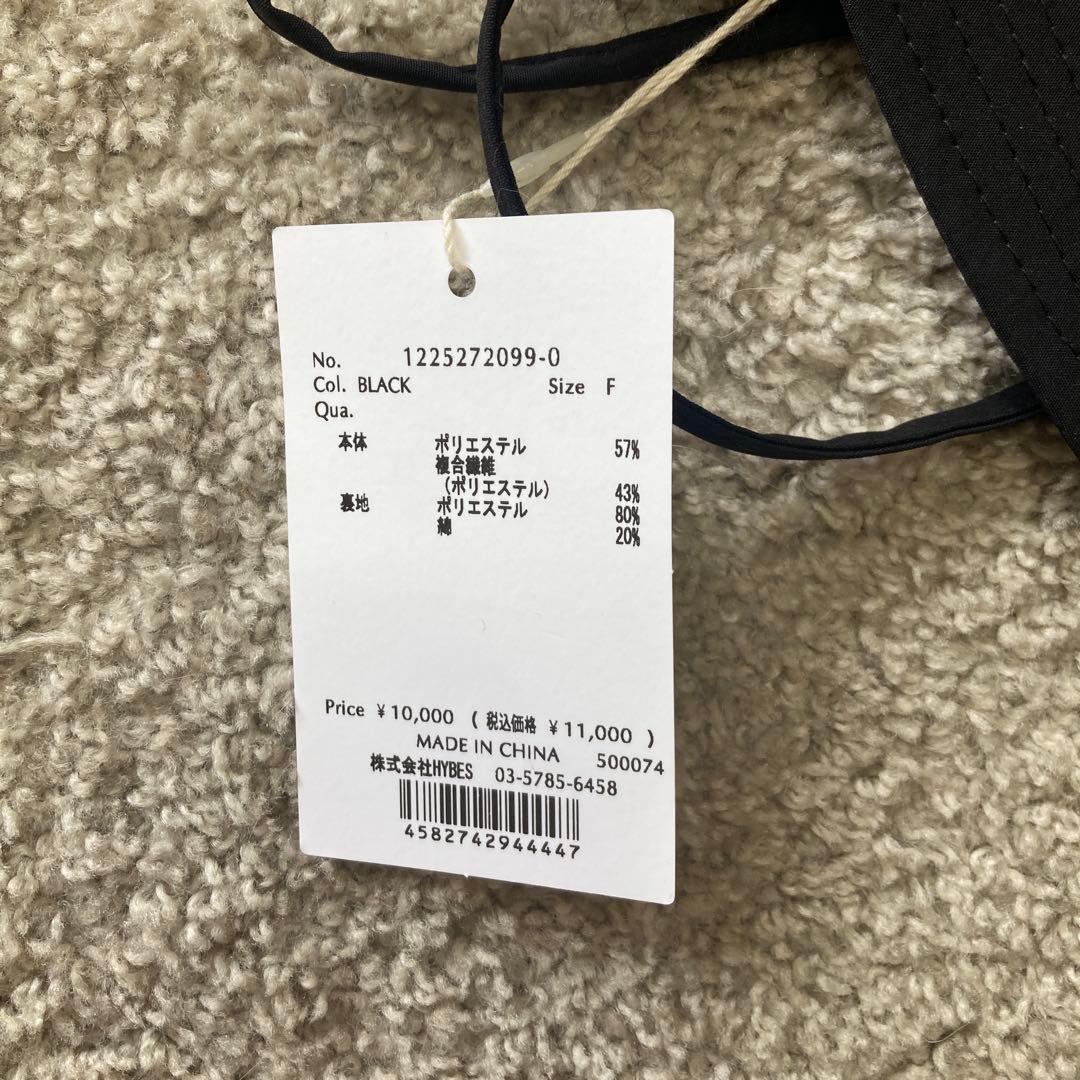 No. 1225272099-0
Col. BLACK Size F
Qua.
本体 ポリエステル 57%
複合繊維
(ポリエステル) 43%
裏地 ポリエステル 80%
綿 20%
Price ¥10,000 ( 税込価格 ¥11,000 )
MADE IN CHINA 500074
株式会社HYBES 03-5785-6458
4582742944447